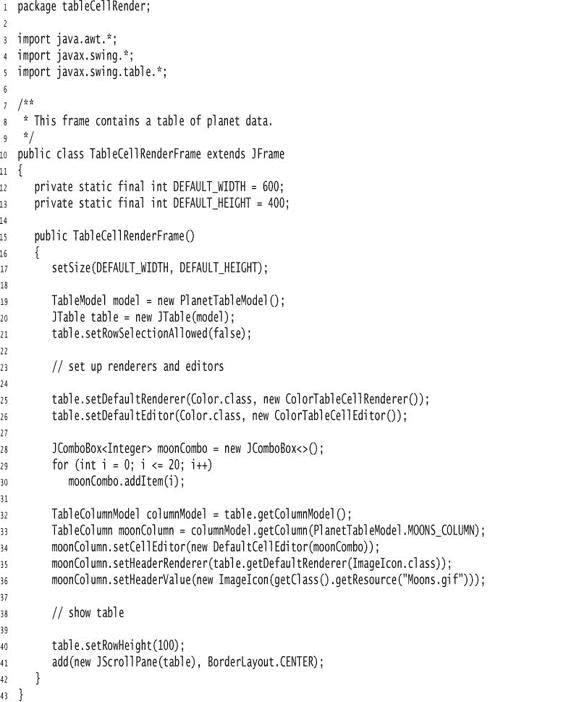 1 package tableCellRender;
2
3 import java.awt.*;
4 import javax.swing.*;
5 import javax.swing.table.*;
6
7 /**
8  * This frame contains a table of planet data.
9  */
10 public class TableCellRenderFrame extends JFrame
11 {
12    private static final int DEFAULT_WIDTH = 600;
13    private static final int DEFAULT_HEIGHT = 400;
14
15    public TableCellRenderFrame()
16    {
17       setSize(DEFAULT_WIDTH, DEFAULT_HEIGHT);
18
19       TableModel model = new PlanetTableModel();
20       JTable table = new JTable(model);
21       table.setRowSelectionAllowed(false);
22
23       // set up renderers and editors
24
25       table.setDefaultRenderer(Color.class, new ColorTableCellRenderer());
26       table.setDefaultEditor(Color.class, new ColorTableCellEditor());
27
28       JComboBox<Integer> moonCombo = new JComboBox<>();
29       for (int i = 0; i <= 20; i++)
30          moonCombo.addItem(i);
31
32       TableColumnModel columnModel = table.getColumnModel();
33       TableColumn moonColumn = columnModel.getColumn(PlanetTableModel.MOONS_COLUMN);
34       moonColumn.setCellEditor(new DefaultCellEditor(moonCombo));
35       moonColumn.setHeaderRenderer(table.getDefaultRenderer(ImageIcon.class));
36       moonColumn.setHeaderValue(new ImageIcon(getClass().getResource("Moons.gif")));
37
38       // show table
39
40       table.setRowHeight(100);
41       add(new JScrollPane(table), BorderLayout.CENTER);
42    }
43 }